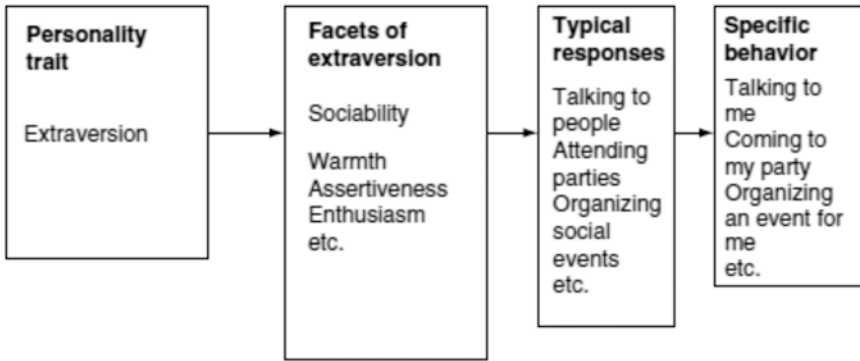 Personality
trait
Extraversion
Facets of
extraversion
Sociability
Warmth
Assertiveness
Enthusiasm
etc.
Typical
responses
Talking to
people
Attending
parties
Organizing
social
events
etc.
Specific
behavior
Talking to
me
Coming to
my party
Organizing
an event for
me
etc.